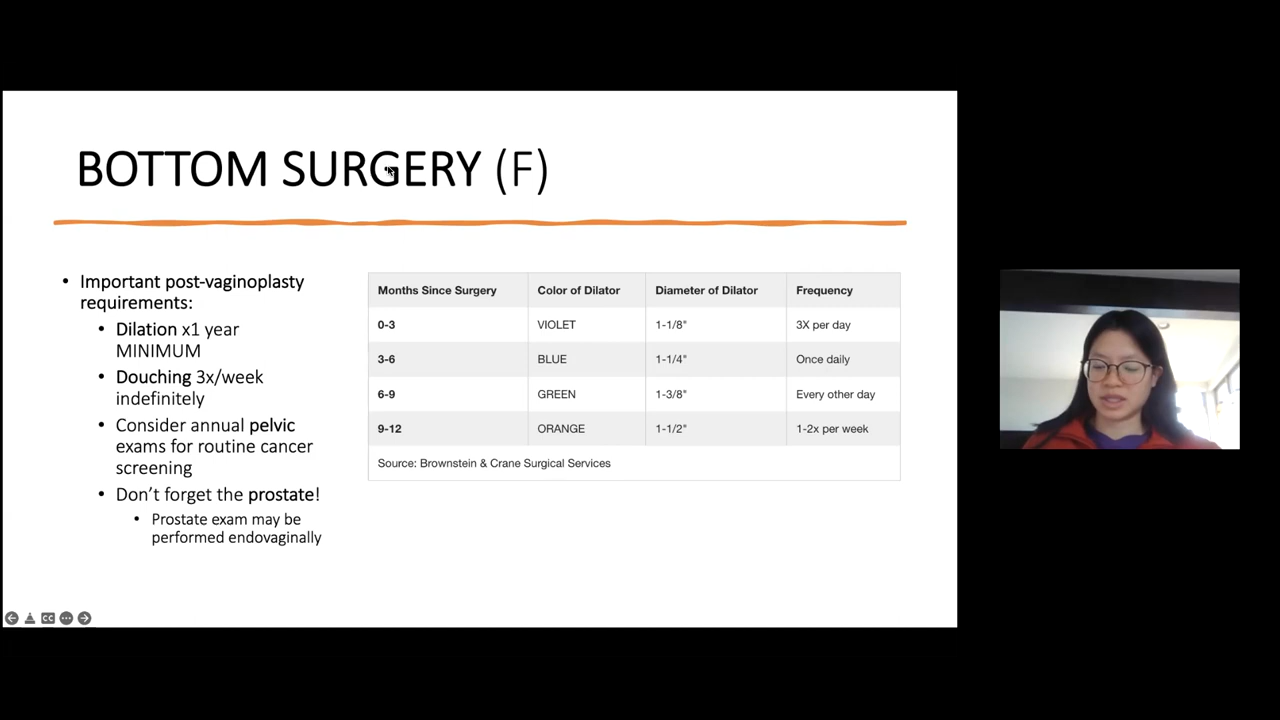 BOTTOM SURGERY (F)
• Important post-vaginoplasty
requirements:
• Dilation x1 year
MINIMUM
• Douching 3x/week
indefinitely
• Consider annual pelvic
exams for routine cancer
screening
• Don’t forget the prostate!
• Prostate exam may be
performed endovaginally
Months Since Surgery Color of Dilator Diameter of Dilator Frequency
0-3 VIOLET 1-1/8" 3X per day
3-6 BLUE 1-1/4" Once daily
6-9 GREEN 1-3/8" Every other day
9-12 ORANGE 1-1/2" 1-2x per week
Source: Brownstein & Crane Surgical Services
CC